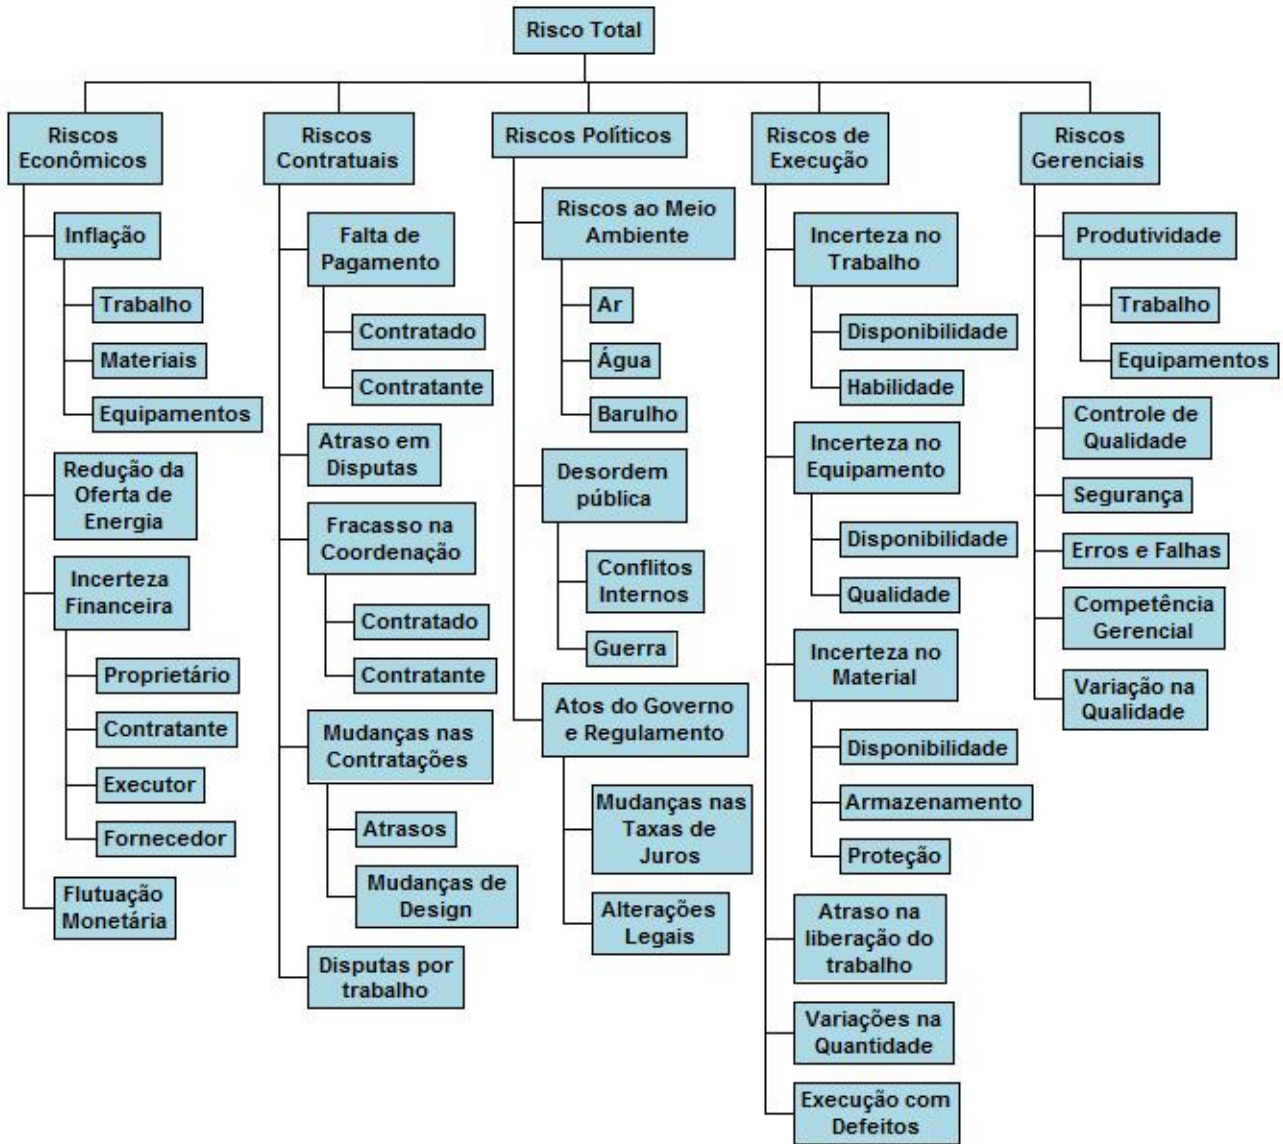 Risco Total
Riscos
Econômicos
Inflação
Trabalho
Materiais
Equipamentos
Redução da
Oferta de
Energia
Incerteza
Financeira
Proprietário
Contratante
Executor
Fornecedor
Flutuação
Monetária
Riscos
Contratuais
Falta de
Pagamento
Contratado
Contratante
Atraso em
Disputas
Fracasso na
Coordenação
Contratado
Contratante
Mudanças nas
Contratações
Atrasos
Mudanças de
Design
Disputas por
trabalho
Riscos Políticos
Riscos ao Meio
Ambiente
Ar
Água
Barulho
Desordem
pública
Conflitos
Internos
Guerra
Atos do Governo
e Regulamento
Mudanças nas
Taxas de
Juros
Alterações
Legais
Riscos de
Execução
Incerteza no
Trabalho
Disponibilidade
Habilidade
Incerteza no
Equipamento
Disponibilidade
Qualidade
Incerteza no
Material
Disponibilidade
Armazenamento
Proteção
Atraso na
liberação do
trabalho
Variações na
Quantidade
Execução com
Defeitos
Riscos
Gerenciais
Produtividade
Trabalho
Equipamentos
Controle de
Qualidade
Segurança
Erros e Falhas
Competência
Gerencial
Variação na
Qualidade